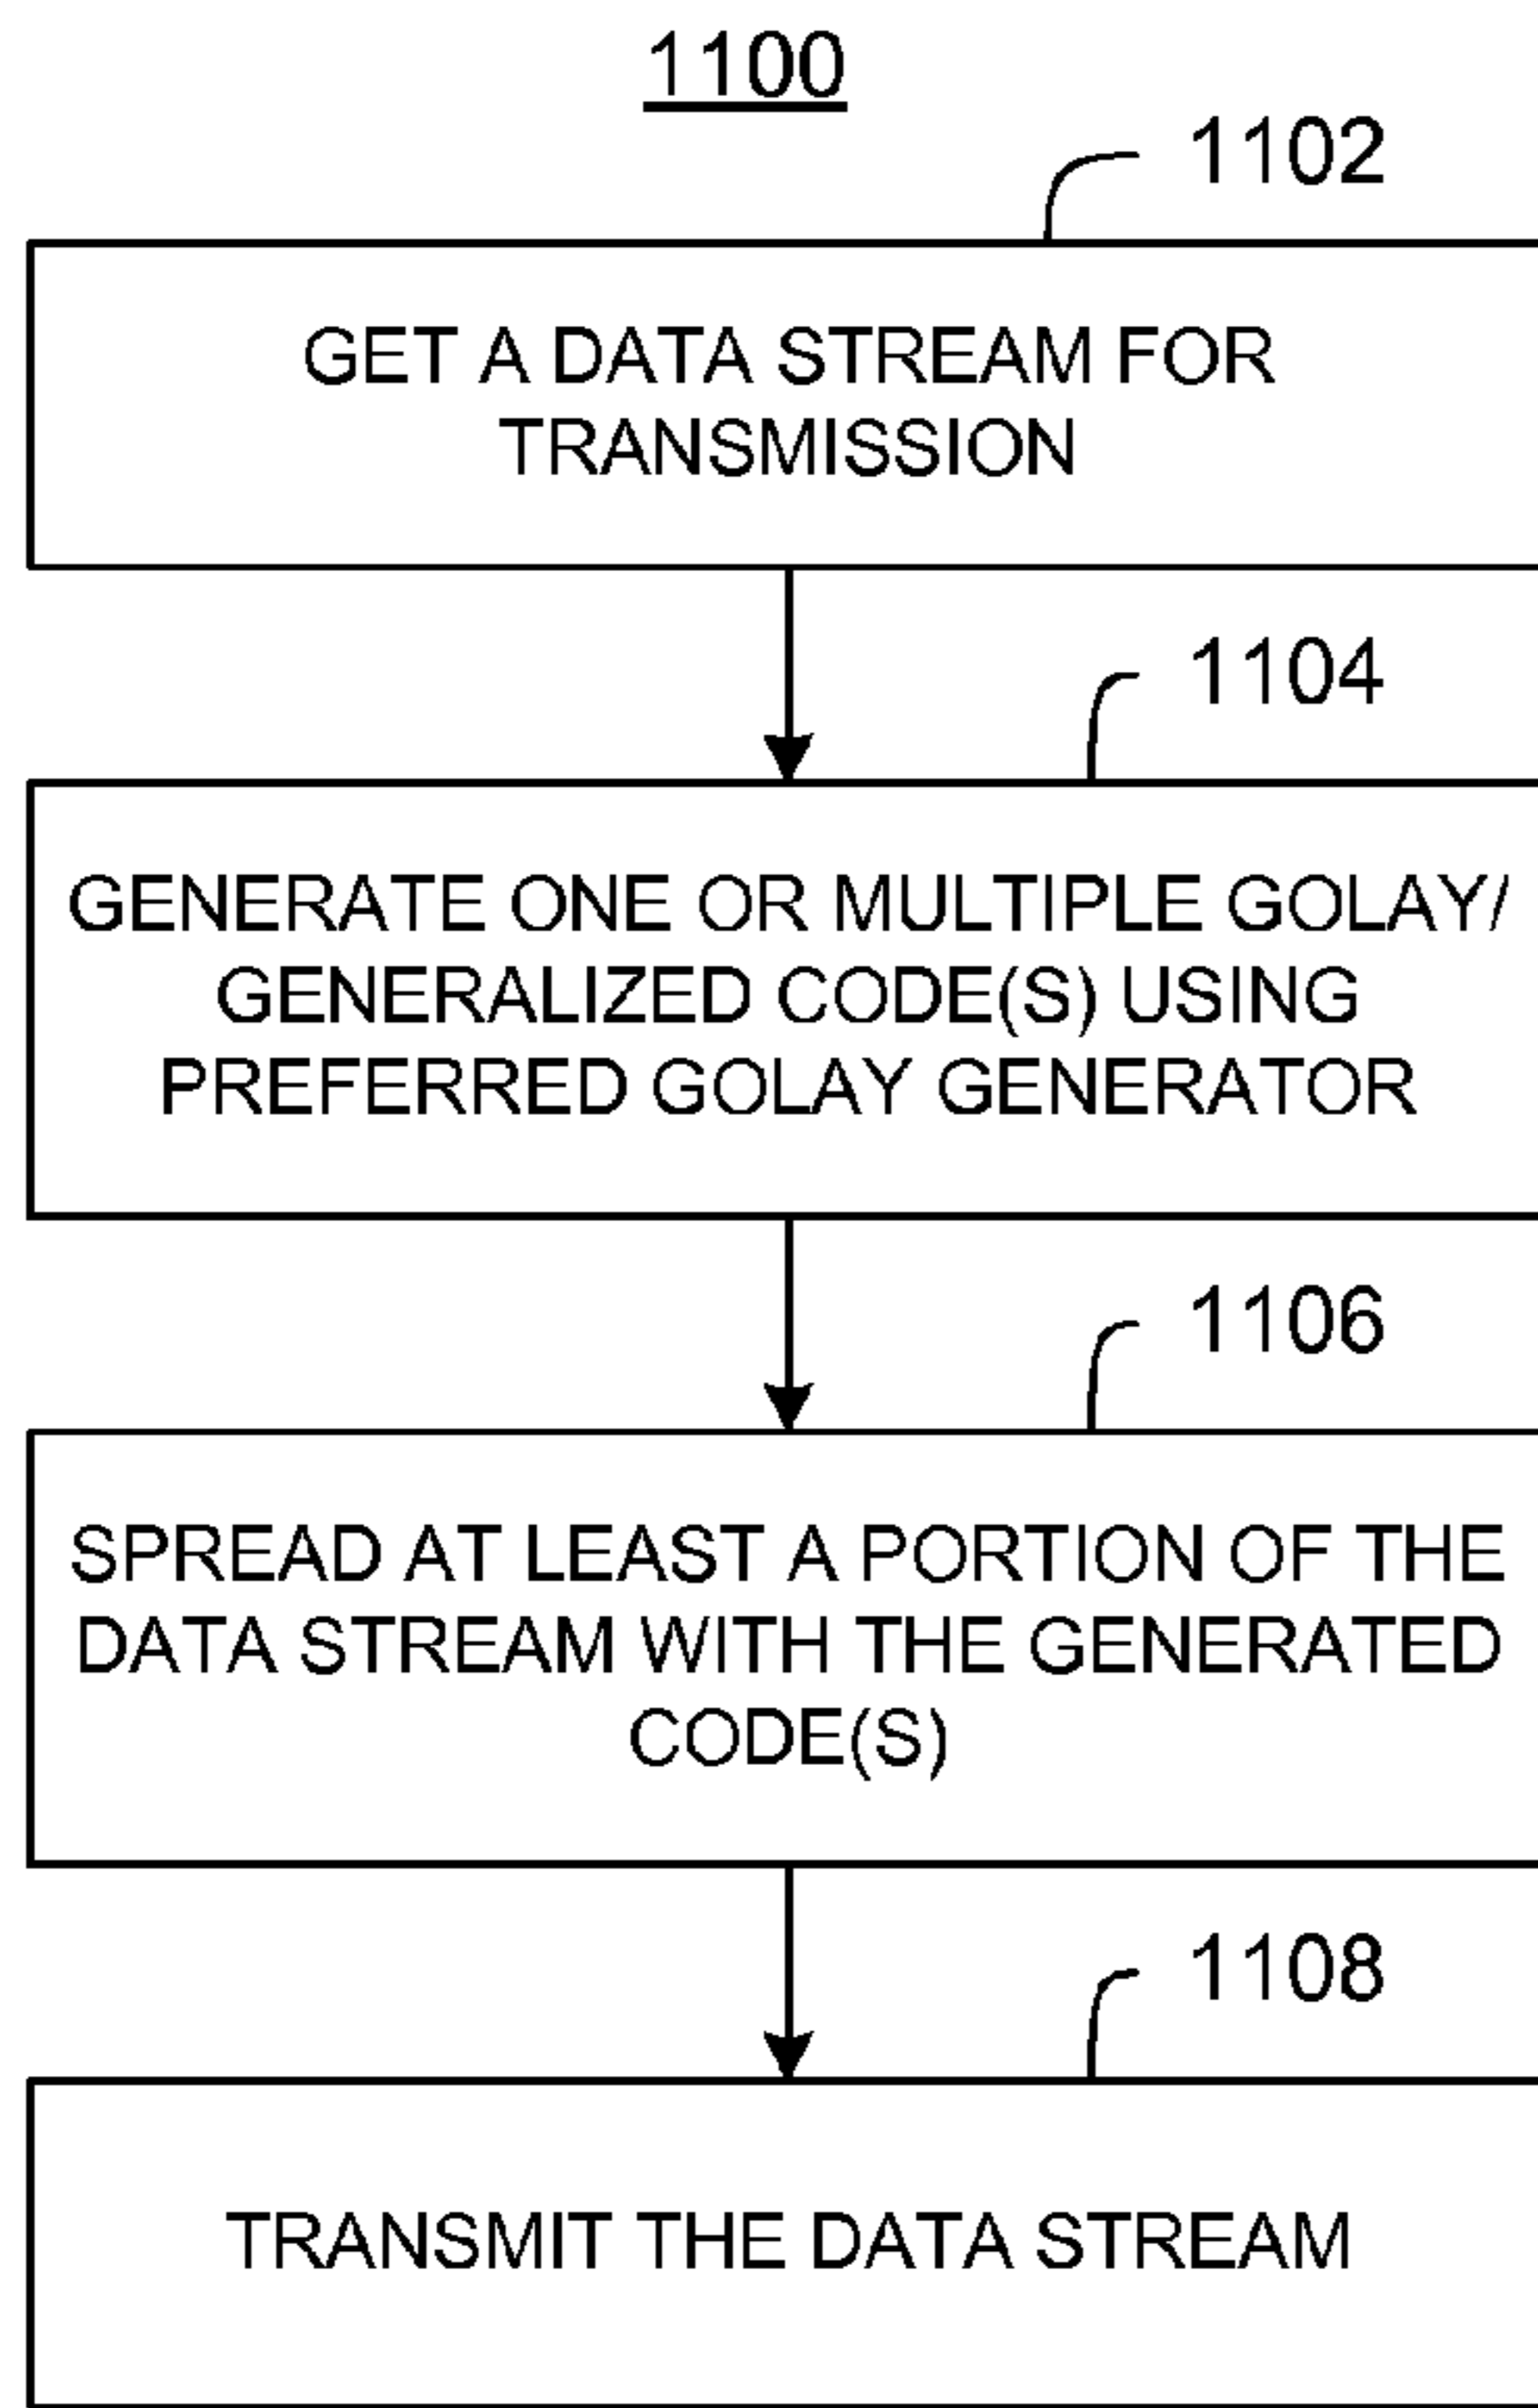 1100
1102
GET A DATA STREAM FOR
TRANSMISSION
1104
GENERATE ONE OR MULTIPLE GOLAY/
GENERALIZED CODE(S) USING
PREFERRED GOLAY GENERATOR
1106
SPREAD AT LEAST A PORTION OF THE
DATA STREAM WITH THE GENERATED
CODE(S)
1108
TRANSMIT THE DATA STREAM